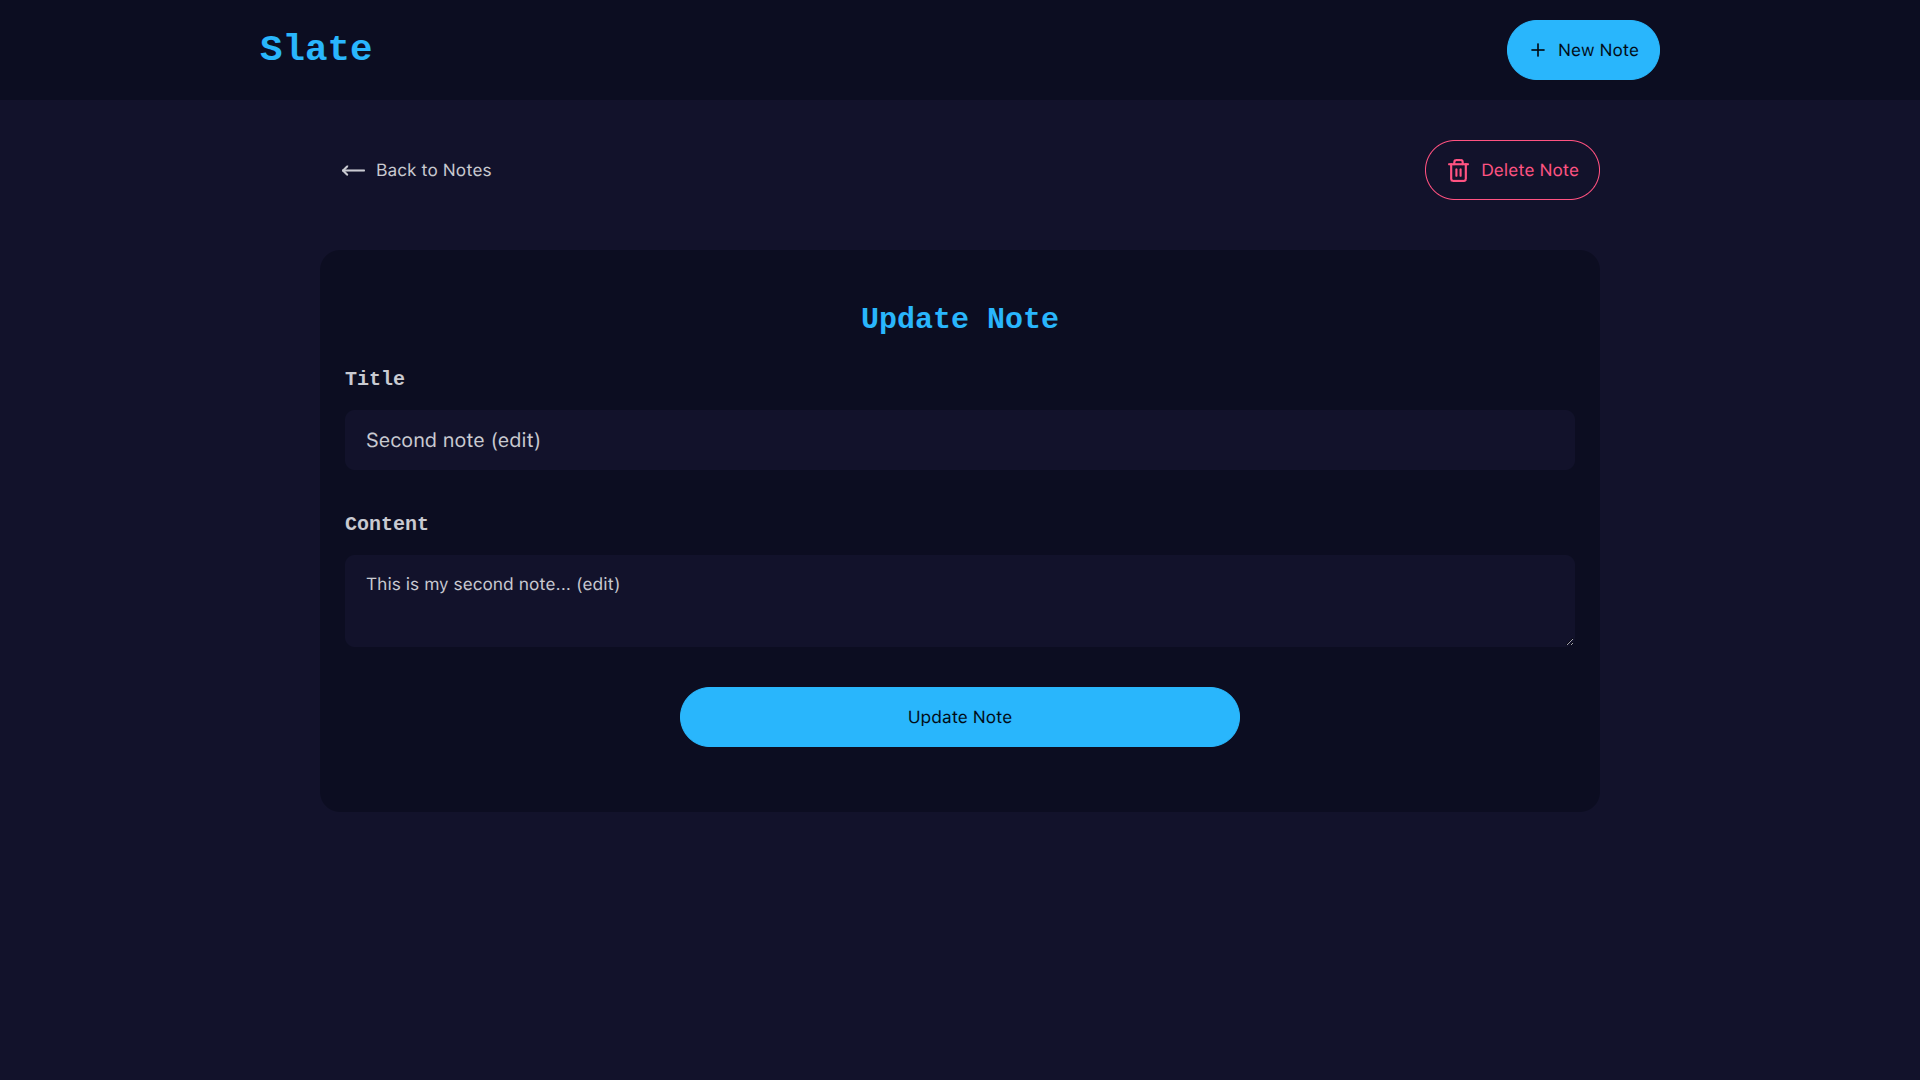 Slate
New Note
Back to Notes
Delete Note
Update Note
Title
Second note (edit)
Content
This is my second note... (edit)
Update Note